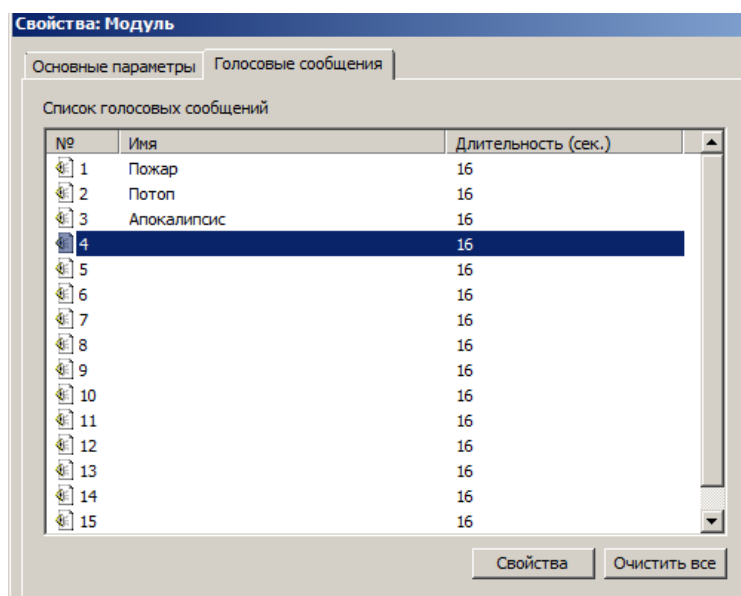 Свойства: Модуль
Основные параметры Голосовые сообщения
Список голосовых сообщений
№ Имя Длительность (сек.)
1 Пожар 16
2 Потоп 16
3 Апокалипсис 16
4 16
5 16
6 16
7 16
8 16
9 16
10 16
11 16
12 16
13 16
14 16
15 16
Свойства Очистить все